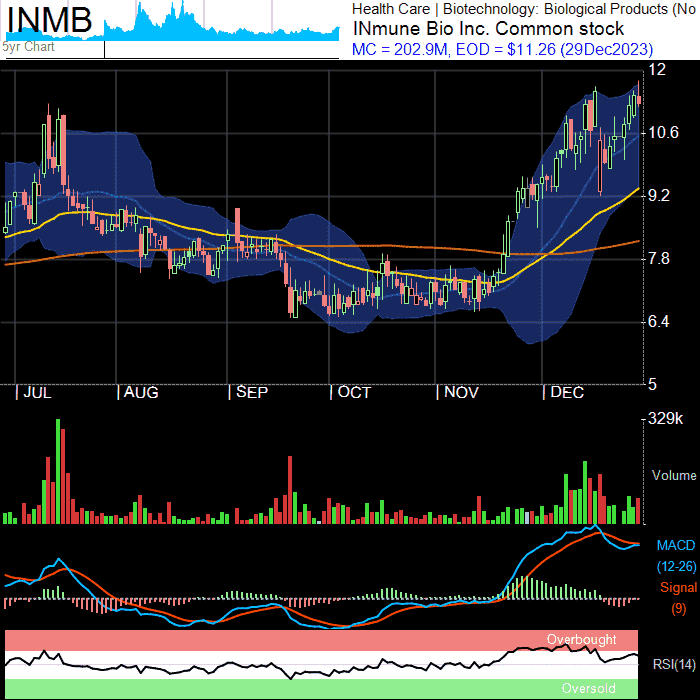 INMB
5yr Chart
Health Care | Biotechnology: Biological Products (No
INmune Bio Inc. Common stock
MC = 202.9M, EOD = $11.26 (29Dec2023)
12
10.6
9.2
7.8
6.4
5
JUL AUG SEP OCT NOV DEC
329k
Volume
MACD
(12-26)
Signal
(9)
Overbought
RSI(14)
Oversold